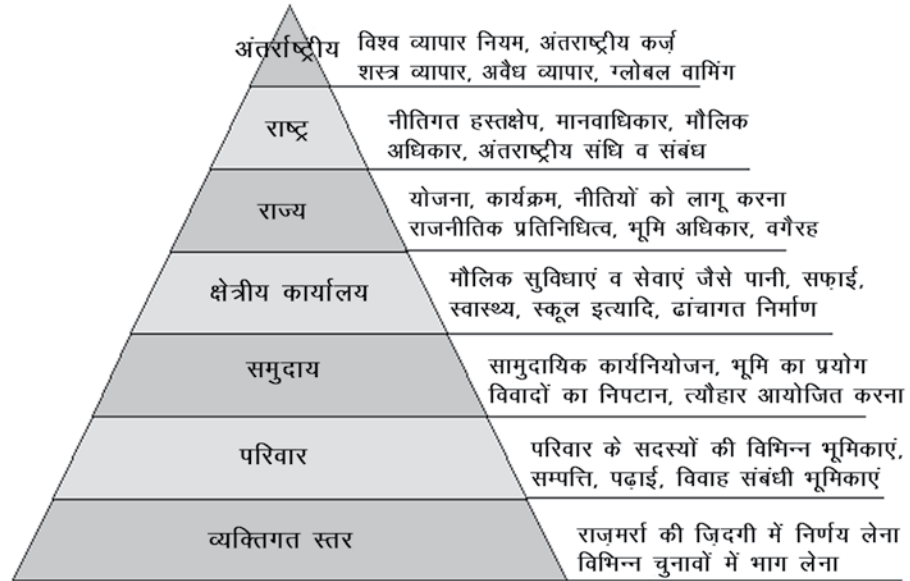 अंतर्राष्ट्रीय
विश्व व्यापार नियम, अंतराष्ट्रीय कर्ज़
शस्त्र व्यापार, अवैध व्यापार, ग्लोबल वार्मिंग
राष्ट्र
नीतिगत हस्तक्षेप, मानवाधिकार, मौलिक
अधिकार, अंतराष्ट्रीय संधि व संबंध
राज्य
योजना, कार्यक्रम, नीतियों को लागू करना
राजनीतिक प्रतिनिधित्व, भूमि अधिकार, वगैरह
क्षेत्रीय कार्यालय
मौलिक सुविधाएं व सेवाएं जैसे पानी, सफ़ाई,
स्वास्थ्य, स्कूल इत्यादि, ढांचागत निर्माण
समुदाय
सामुदायिक कार्यनियोजन, भूमि का प्रयोग
विवादों का निपटान, त्यौहार आयोजित करना
परिवार
परिवार के सदस्यों की विभिन्न भूमिकाएं,
सम्पत्ति, पढ़ाई, विवाह संबंधी भूमिकाएं
व्यक्तिगत स्तर
राज़मर्रा की ज़िदगी में निर्णय लेना
विभिन्न चुनावों में भाग लेना